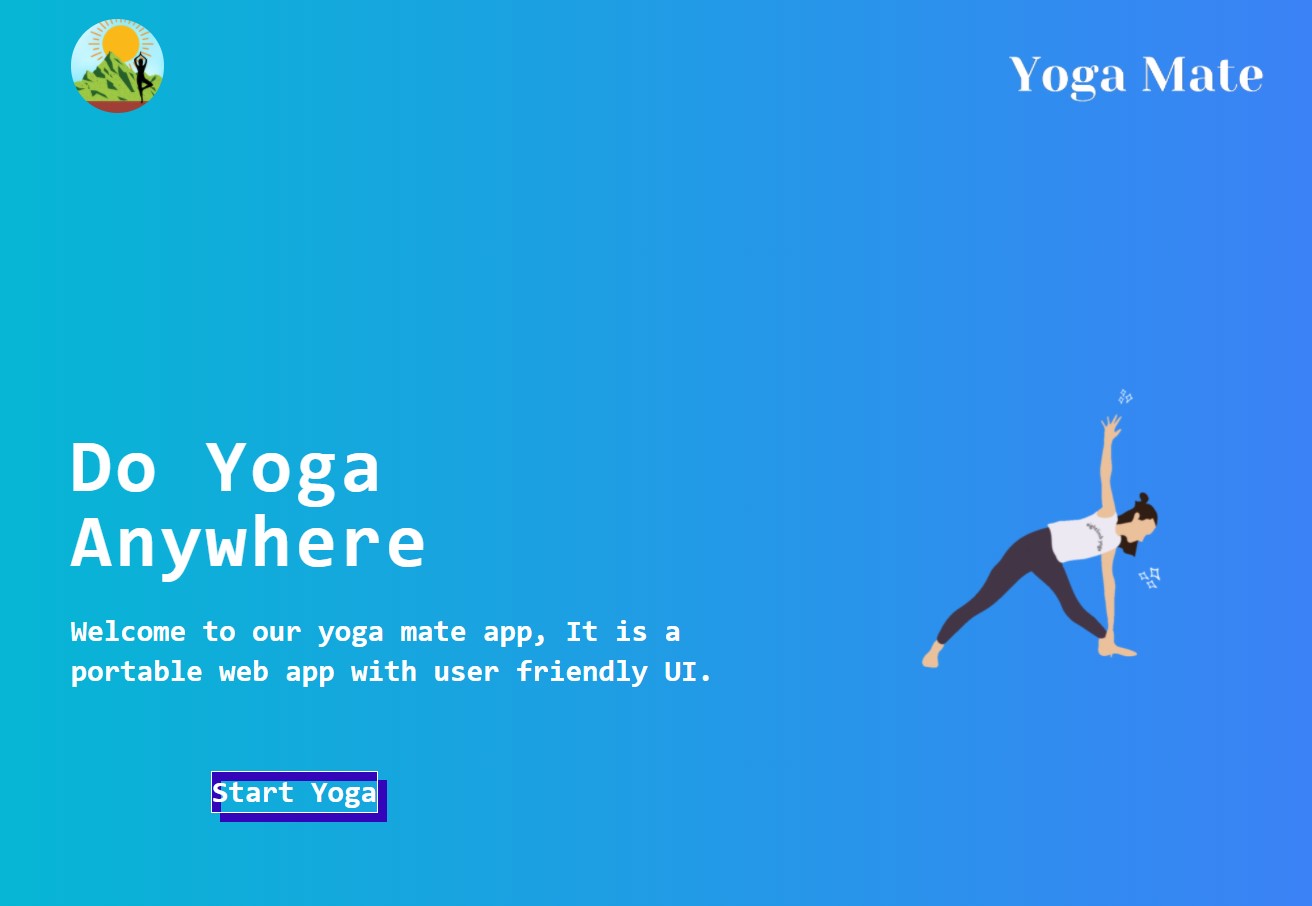 Yoga Mate
Do Yoga
Anywhere
Welcome to our yoga mate app, It is a
portable web app with user friendly UI.
Start Yoga